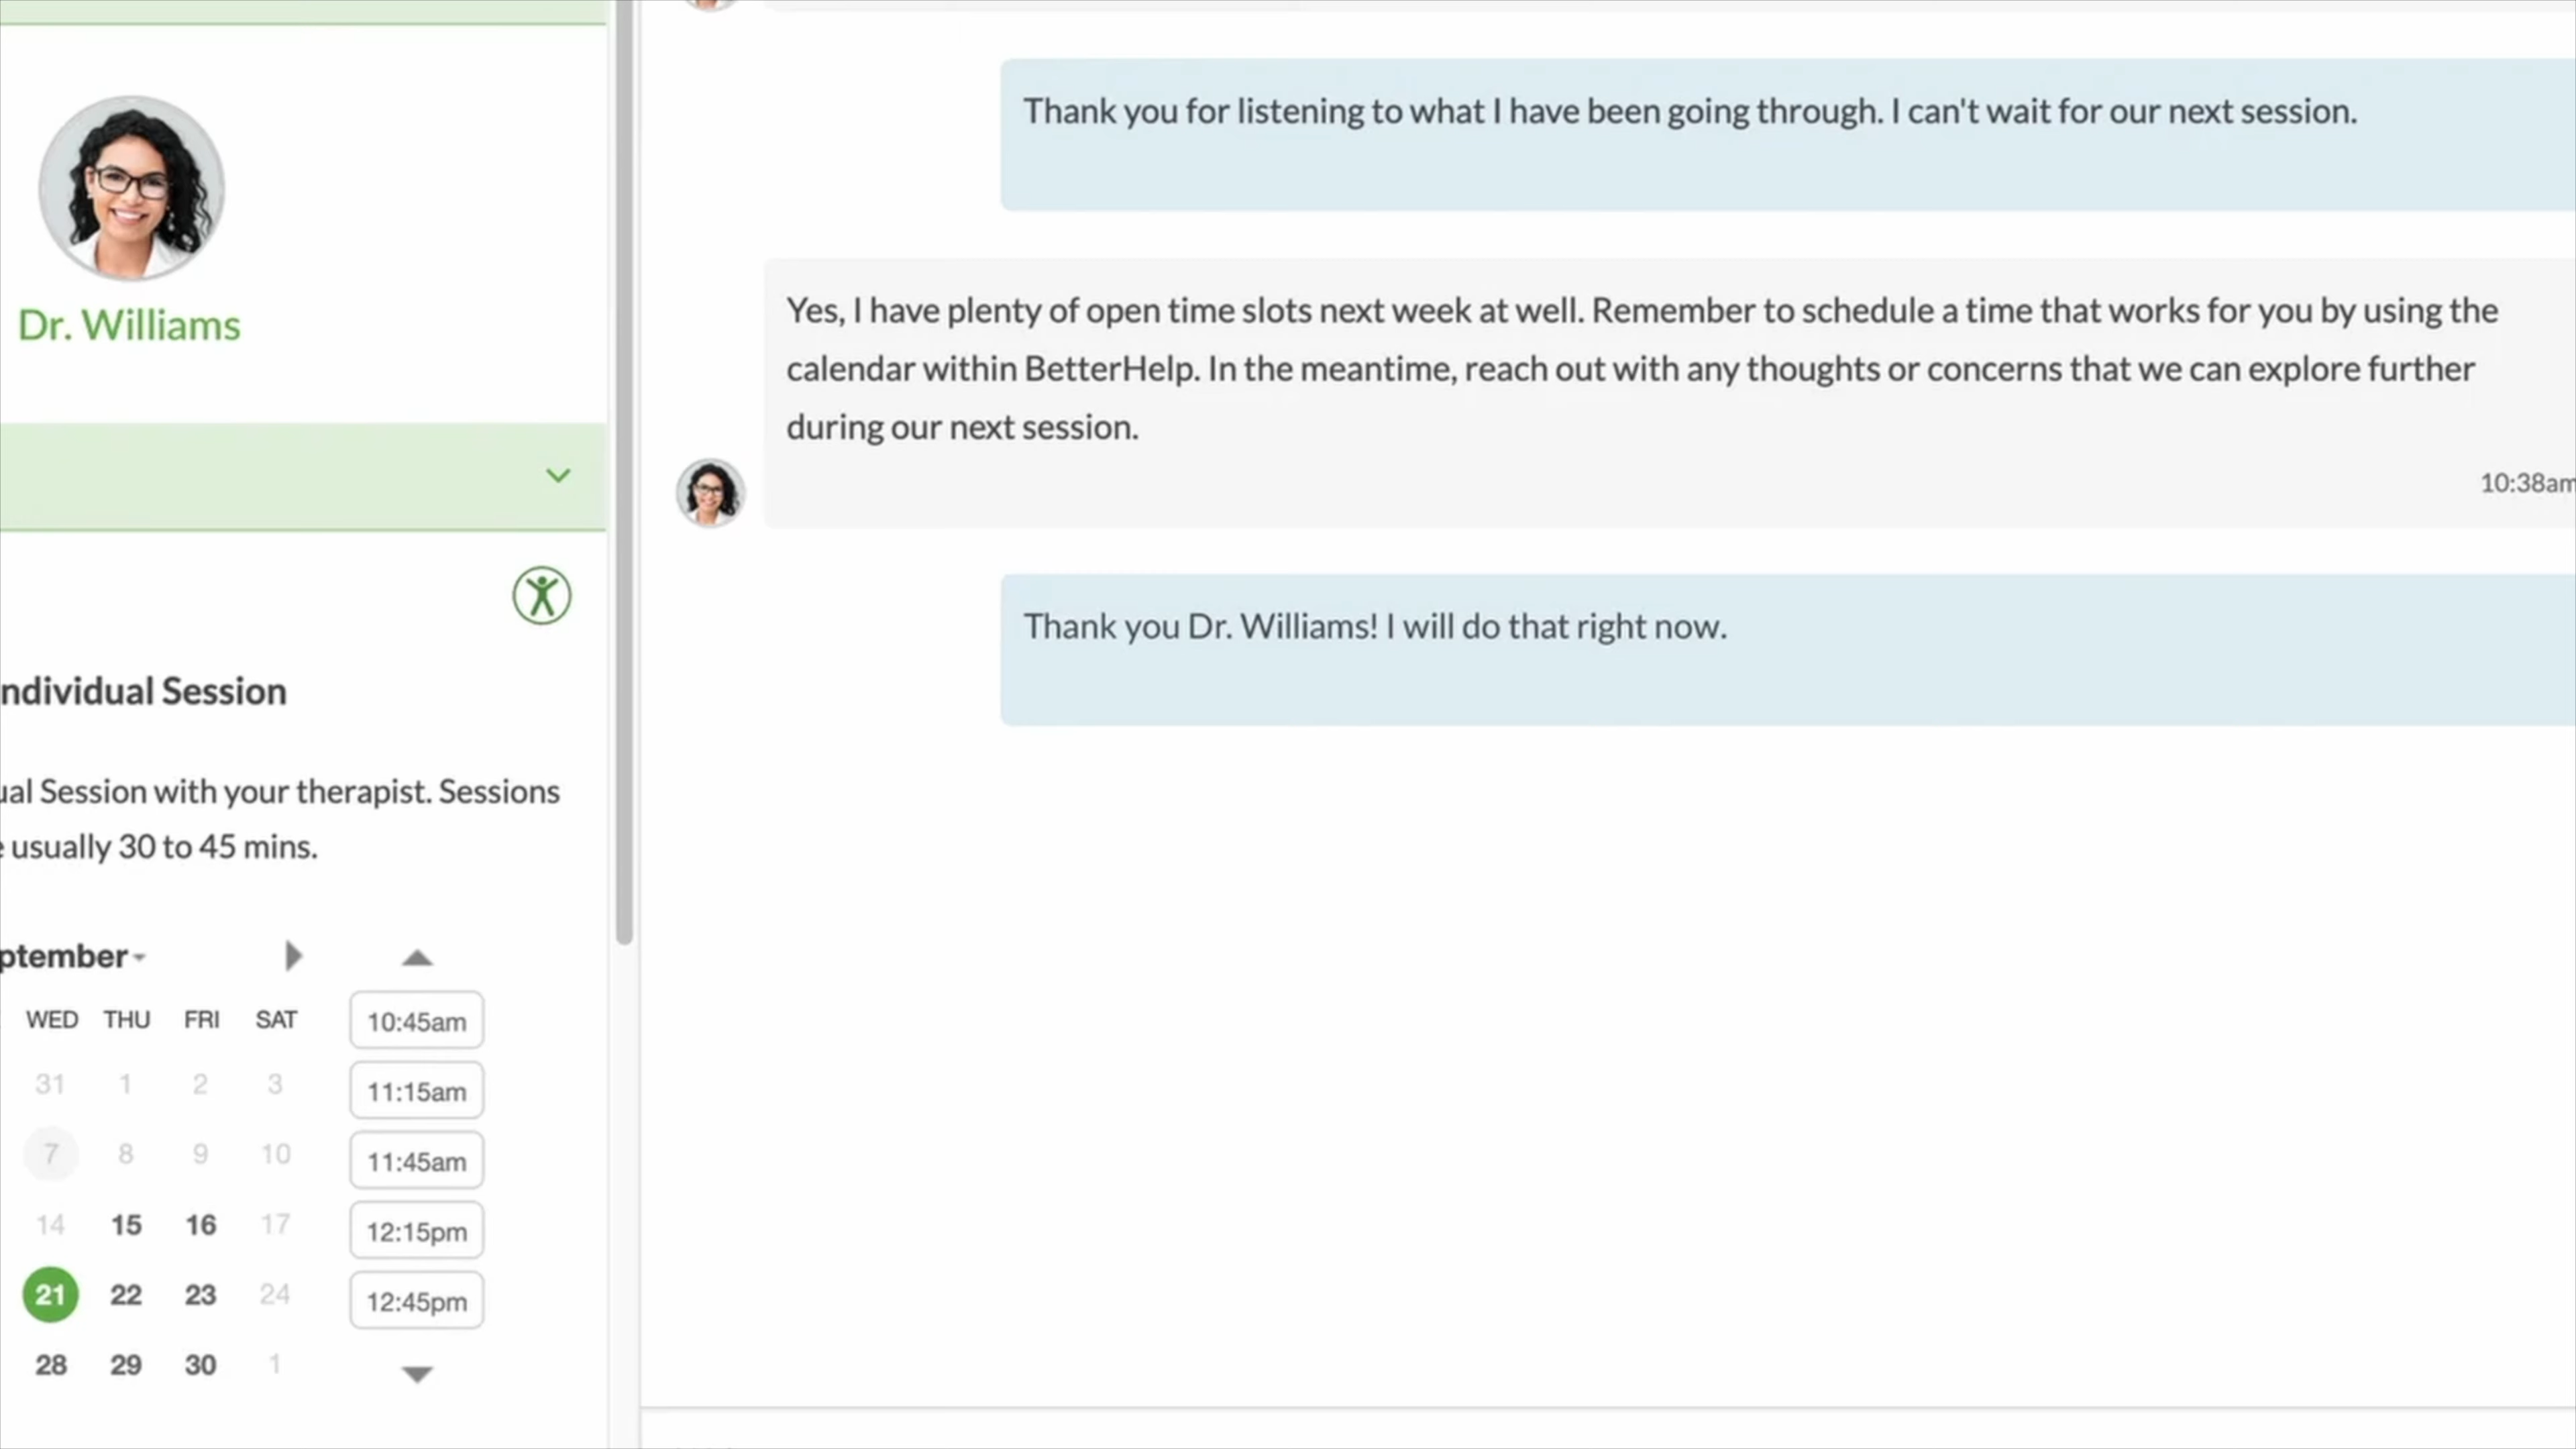 Dr. Williams
ndividual Session
ual Session with your therapist. Sessions
usually 30 to 45 mins.
ptember
WED THU FRI SAT
31 1 2 3
7 8 9 10
14 15 16 17
21 22 23 24
28 29 30 1
10:45am
11:15am
11:45am
12:15pm
12:45pm
Thank you for listening to what I have been going through. I can't wait for our next session.
Yes, I have plenty of open time slots next week at well. Remember to schedule a time that works for you by using the
calendar within BetterHelp. In the meantime, reach out with any thoughts or concerns that we can explore further
during our next session.
10:38am
Thank you Dr. Williams! I will do that right now.